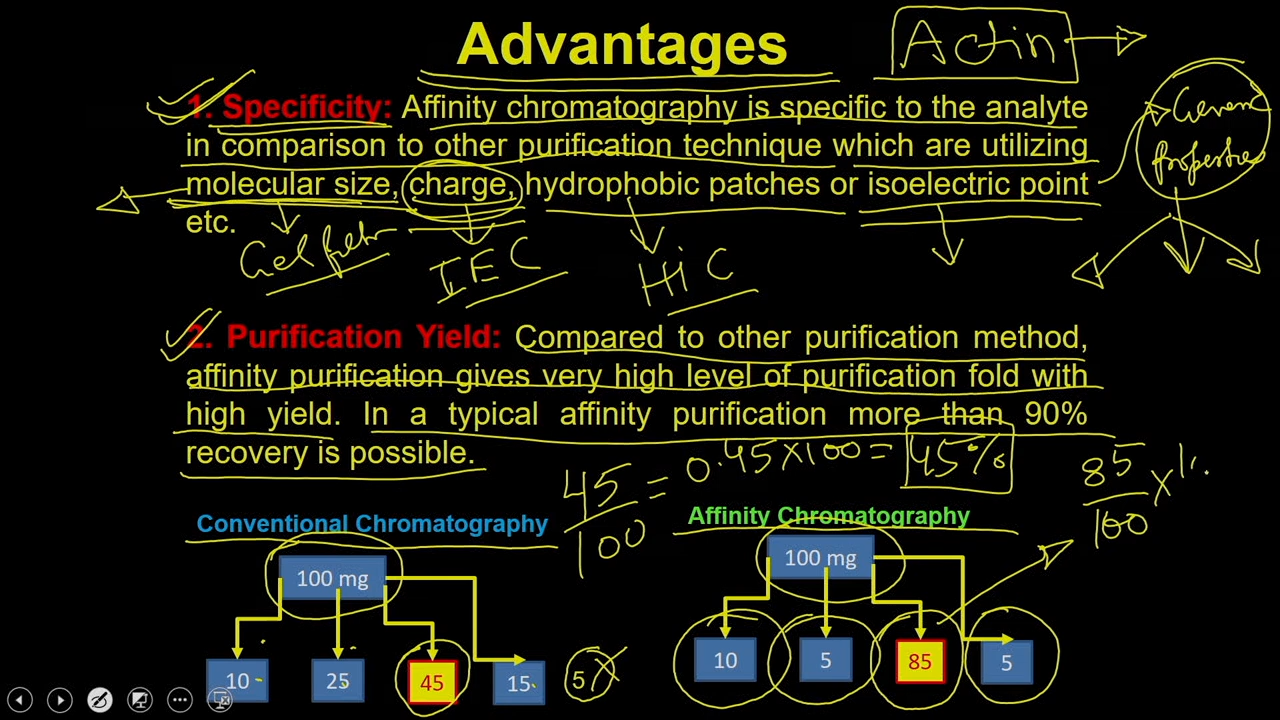 Advantages
Actin
1. Specificity: Affinity chromatography is specific to the analyte
in comparison to other purification technique which are utilizing
molecular size, charge, hydrophobic patches or isoelectric point
etc.
General
Properties
Gel filtr
IEC
HiC
2. Purification Yield: Compared to other purification method,
affinity purification gives very high level of purification fold with
high yield. In a typical affinity purification more than 90%
recovery is possible.
45/100 = 0.45×100 = 45%
85/100 ×
Conventional Chromatography
100 mg
10 25 45 15 5
Affinity Chromatography
100 mg
10 5 85 5